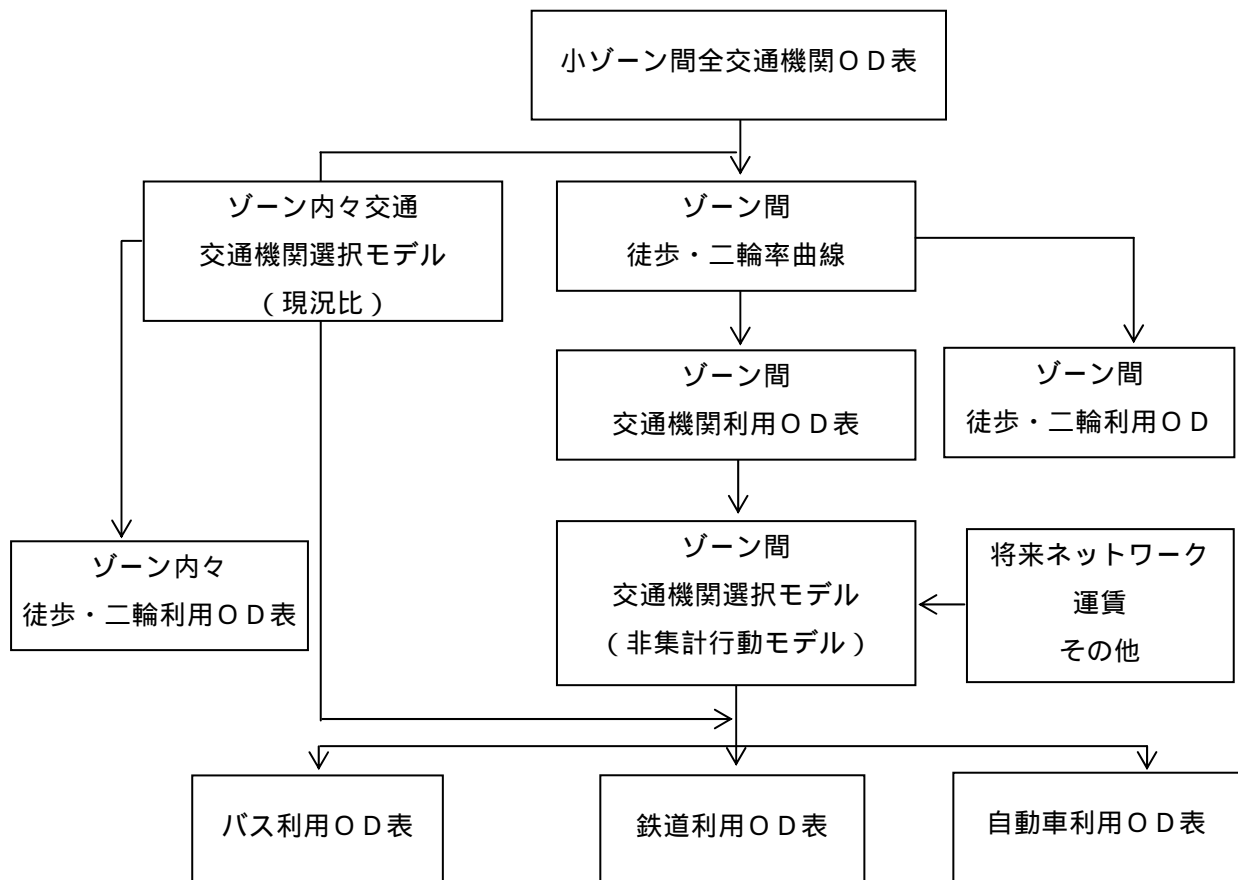 小ゾーン間全交通機関ＯＤ表
ゾーン内々交通
交通機関選択モデル
（現況比）
ゾーン間
徒歩・二輪率曲線
ゾーン間
交通機関利用ＯＤ表
ゾーン間
徒歩・二輪利用ＯＤ
ゾーン内々
徒歩・二輪利用ＯＤ表
ゾーン間
交通機関選択モデル
（非集計行動モデル）
将来ネットワーク
運賃
その他
バス利用ＯＤ表
鉄道利用ＯＤ表
自動車利用ＯＤ表